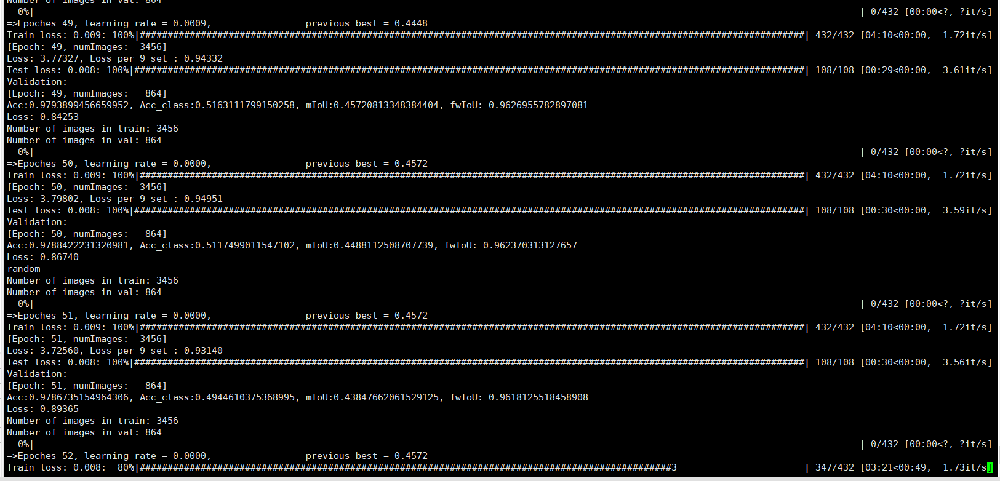 Number of images in val: 864
0%| | 0/432 [00:00<?, ?it/s]
=>Epoches 49, learning rate = 0.0009, previous best = 0.4448
Train loss: 0.009: 100%|########################################################################################################################| 432/432 [04:10<00:00, 1.72it/s]
[Epoch: 49, numImages: 3456]
Loss: 3.77327, Loss per 9 set : 0.94332
Test loss: 0.008: 100%|#########################################################################################################################| 108/108 [00:29<00:00, 3.61it/s]
Validation:
[Epoch: 49, numImages: 864]
Acc:0.9793899456659952, Acc_class:0.5163111799150258, mIoU:0.45720813348384404, fwIoU: 0.9626955782897081
Loss: 0.84253
Number of images in train: 3456
Number of images in val: 864
0%| | 0/432 [00:00<?, ?it/s]
=>Epoches 50, learning rate = 0.0000, previous best = 0.4572
Train loss: 0.009: 100%|########################################################################################################################| 432/432 [04:10<00:00, 1.72it/s]
[Epoch: 50, numImages: 3456]
Loss: 3.79802, Loss per 9 set : 0.94951
Test loss: 0.008: 100%|#########################################################################################################################| 108/108 [00:30<00:00, 3.59it/s]
Validation:
[Epoch: 50, numImages: 864]
Acc:0.9788422231320981, Acc_class:0.5117499011547102, mIoU:0.4488112508707739, fwIoU: 0.962370313127657
Loss: 0.86740
random
Number of images in train: 3456
Number of images in val: 864
0%| | 0/432 [00:00<?, ?it/s]
=>Epoches 51, learning rate = 0.0000, previous best = 0.4572
Train loss: 0.009: 100%|########################################################################################################################| 432/432 [04:10<00:00, 1.72it/s]
[Epoch: 51, numImages: 3456]
Loss: 3.72560, Loss per 9 set : 0.93140
Test loss: 0.008: 100%|#########################################################################################################################| 108/108 [00:30<00:00, 3.56it/s]
Validation:
[Epoch: 51, numImages: 864]
Acc:0.9786735154964306, Acc_class:0.4944610375368995, mIoU:0.43847662061529125, fwIoU: 0.9618125518458908
Loss: 0.89365
Number of images in train: 3456
Number of images in val: 864
0%| | 0/432 [00:00<?, ?it/s]
=>Epoches 52, learning rate = 0.0000, previous best = 0.4572
Train loss: 0.008: 80%|################################################################################################3 | 347/432 [03:21<00:49, 1.73it/s]